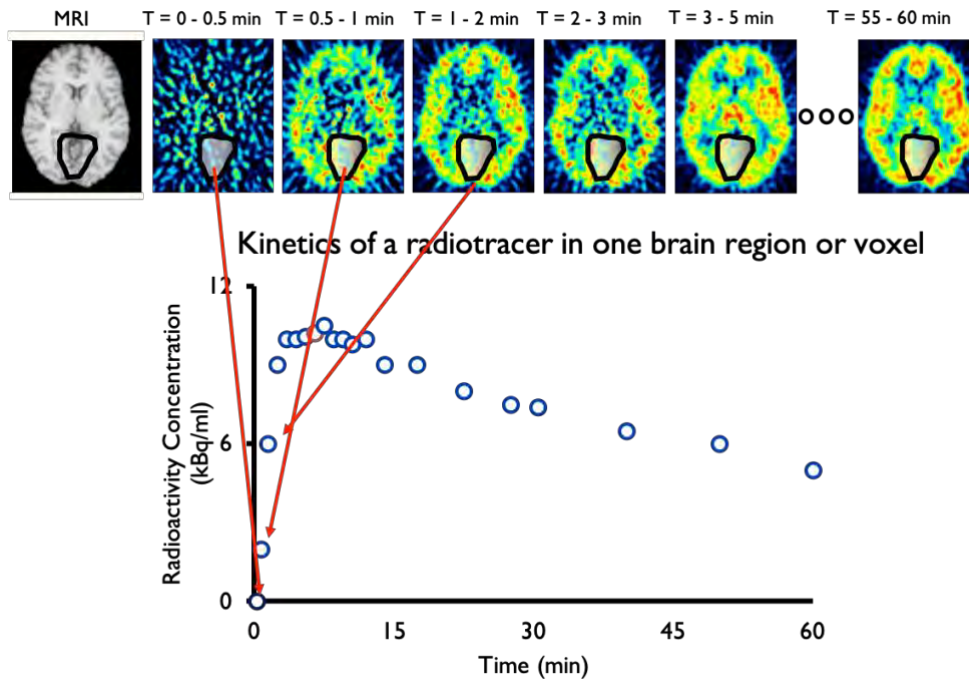 MRI
T = 0 - 0.5 min
0.5 - 1 min
T = 1 - 2 min
T = 2 - 3 min
T = 3 - 5 min
T = 55 - 60 min
Kinetics of a radiotracer in one brain region or voxel
12
6
0
Radioactivity Concentration
(kBq/ml)
0
15
30
45
60
Time (min)